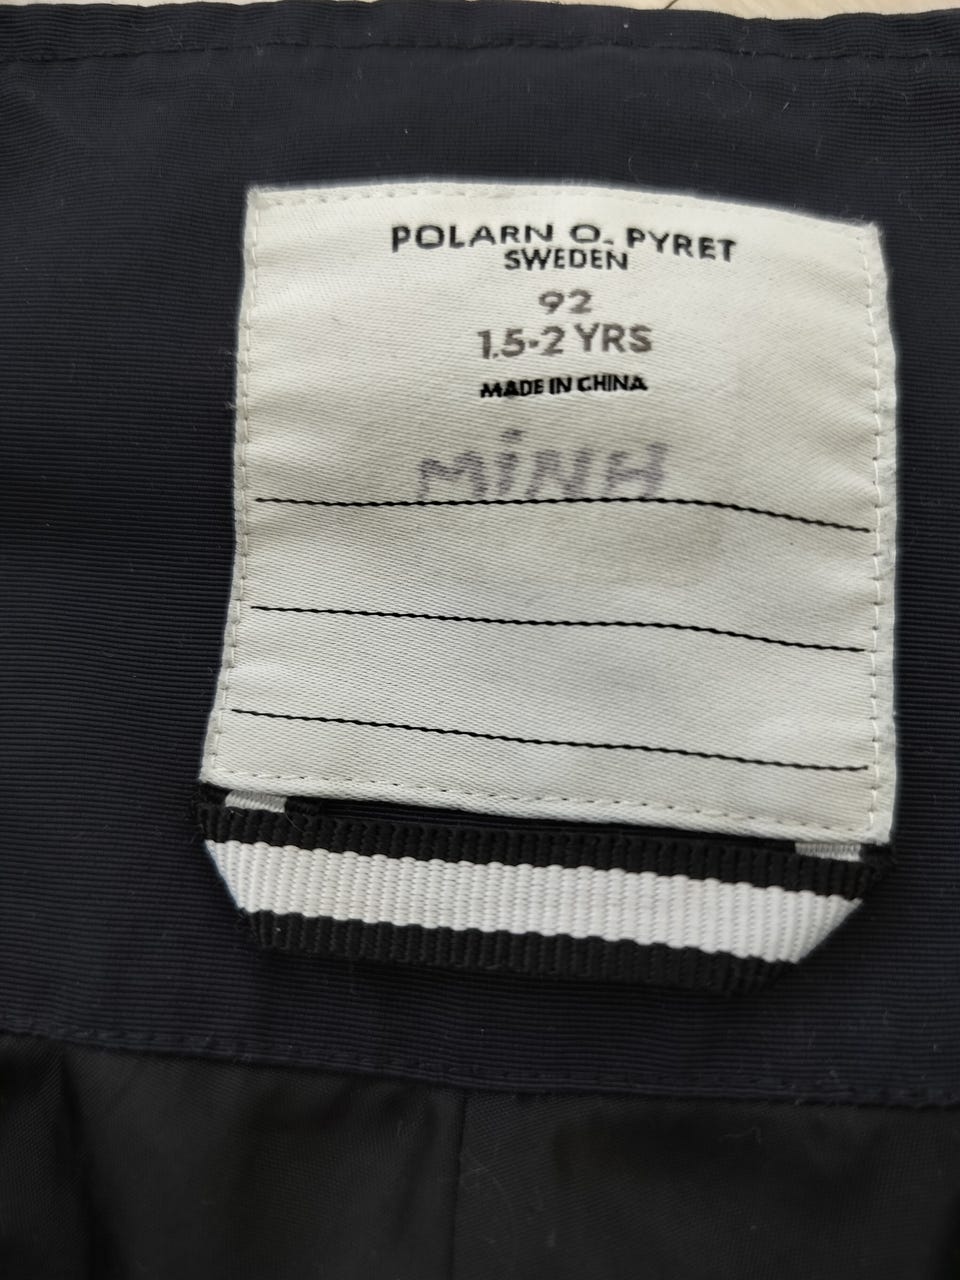 POLARN O. PYRET
SWEDEN
92
1.5-2 YRS
MADE IN CHINA
MiNH